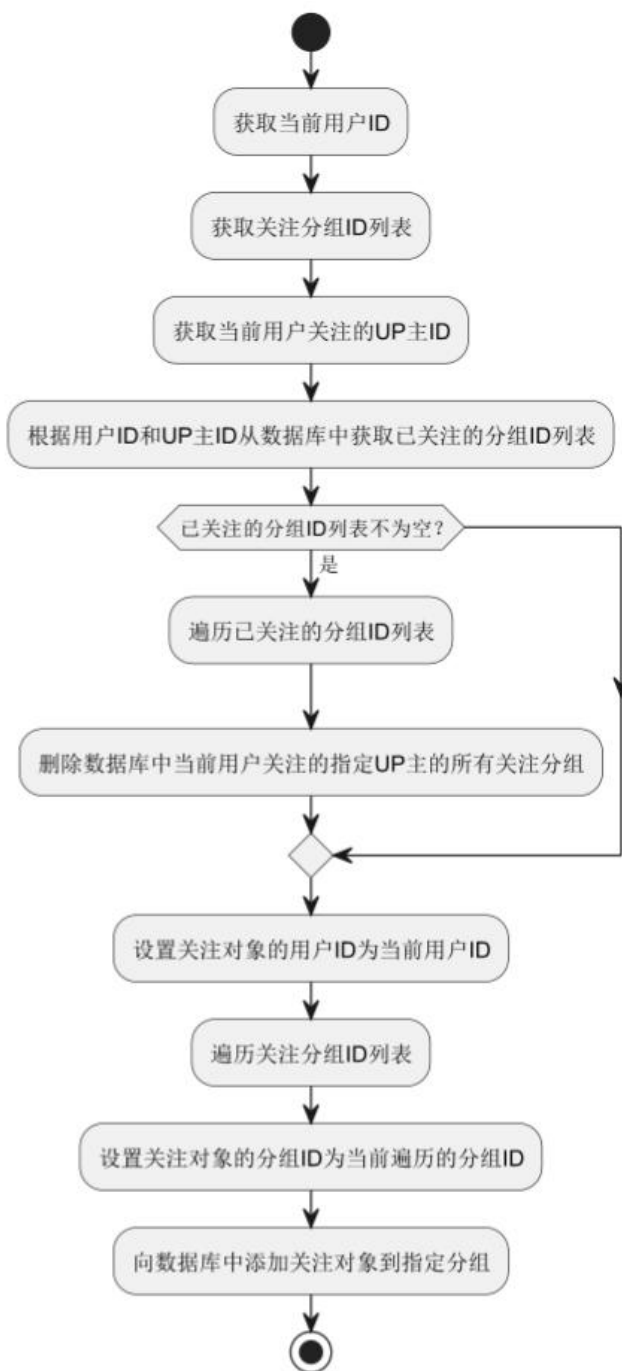 获取当前用户ID
获取关注分组ID列表
获取当前用户关注的UP主ID
根据用户ID和UP主ID从数据库中获取已关注的分组ID列表
已关注的分组ID列表不为空?
是
遍历已关注的分组ID列表
删除数据库中当前用户关注的指定UP主的所有关注分组
设置关注对象的用户ID为当前用户ID
遍历关注分组ID列表
设置关注对象的分组ID为当前遍历的分组ID
向数据库中添加关注对象到指定分组